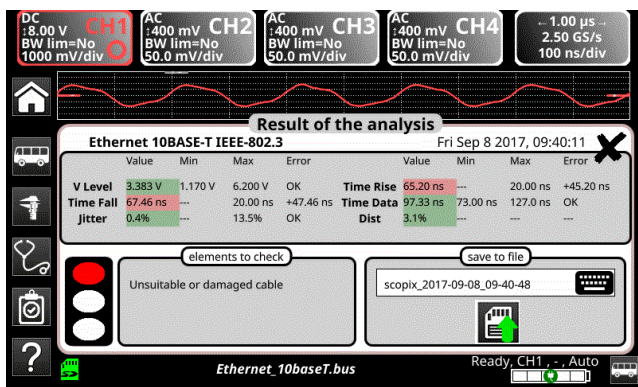 DC
↕8.00 V CH1
BW lim=No
1000 mV/div
AC
↕400 mV CH2
BW lim=No
50.0 mV/div
AC
↕400 mV CH3
BW lim=No
50.0 mV/div
AC
↕400 mV CH4
BW lim=No
50.0 mV/div
←1.00 µs→
2.50 GS/s
100 ns/div
Result of the analysis
Ethernet 10BASE-T IEEE-802.3 Fri Sep 8 2017, 09:40:11
Value Min Max Error Value Min Max Error
V Level 3.383 V 1.170 V 6.200 V OK Time Rise 65.20 ns --- 20.00 ns +45.20 ns
Time Fall 67.46 ns --- 20.00 ns +47.46 ns Time Data 97.33 ns 73.00 ns 127.0 ns OK
Jitter 0.4% --- 13.5% OK Dist 3.1% --- --- ---
elements to check
Unsuitable or damaged cable
save to file
scopix_2017-09-08_09-40-48
?
Ethernet_10baseT.bus
Ready, CH1 , - , Auto